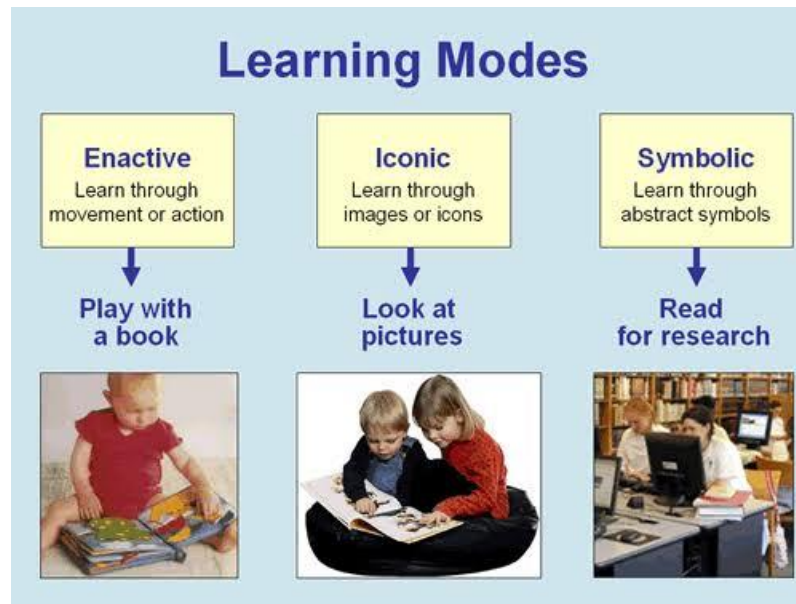 Learning Modes
Enactive
Learn through
movement or action
Play with
a book
Iconic
Learn through
images or icons
Look at
pictures
Symbolic
Learn through
abstract symbols
Read
for research